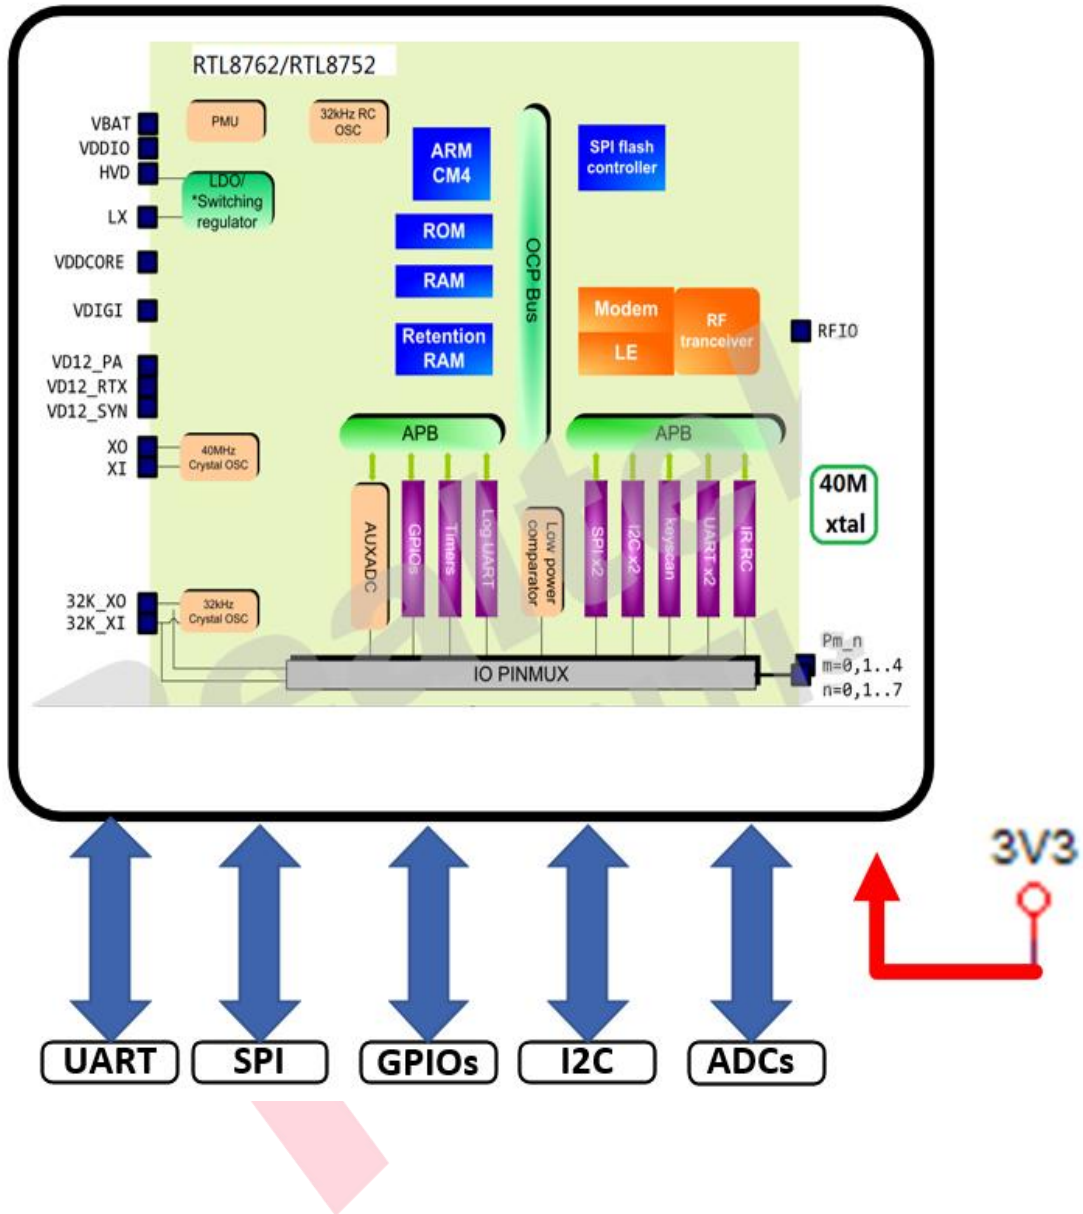 RTL8762/RTL8752
VBAT
VDDIO
HVD
LX
VDDCORE
VDIGI
VD12_PA
VD12_RTX
VD12_SYN
XO
XI
32K_XO
32K_XI
PMU
32kHz RC
OSC
LDO/
*Switching
regulator
40MHz
Crystal OSC
32kHz
Crystal OSC
ARM
CM4
ROM
RAM
Retention
RAM
OCP Bus
SPI flash
controller
Modem
LE
RF
tranceiver
RFIO
APB
APB
AUXADC
GPIOs
Timers
Log UART
Low power
comparator
SPI x2
I2C x2
keyscan
UART x2
IR RC
40M
xtal
IO PINMUX
Pm_n
m=0,1..4
n=0,1..7
3V3
UART
SPI
GPIOs
I2C
ADCs